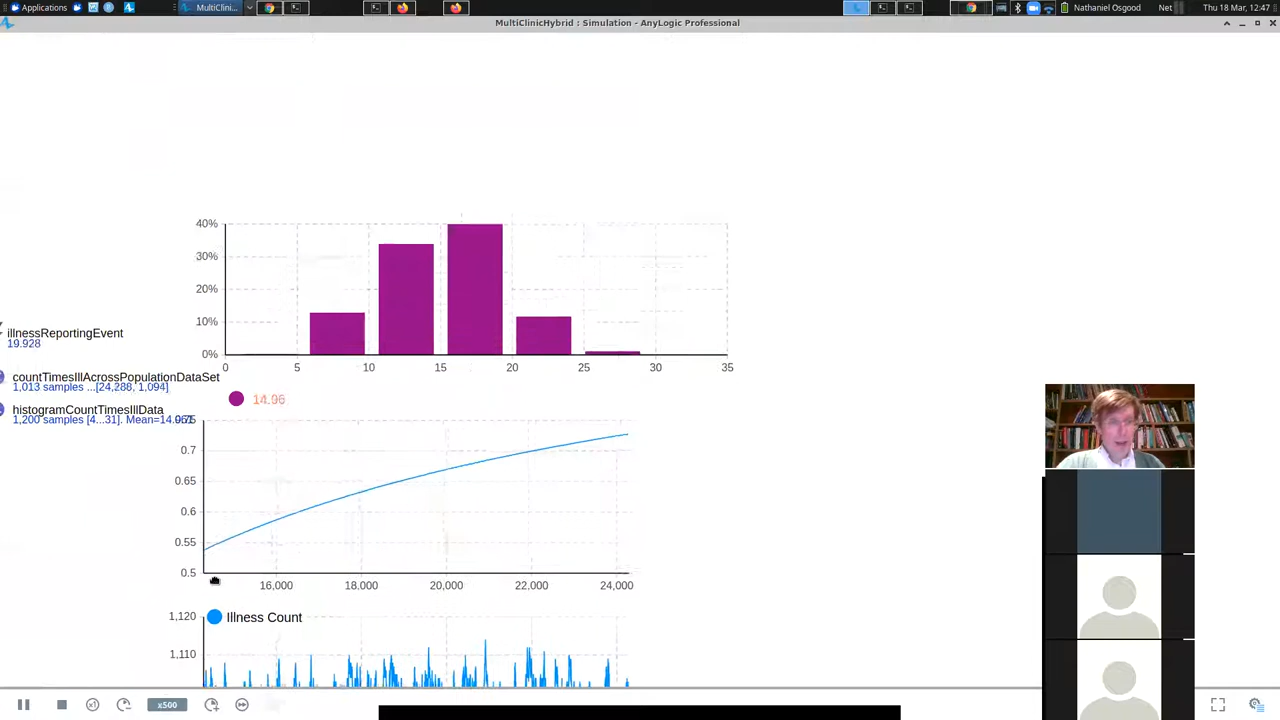 Applications
MultiClini...
Nathaniel Osgood
Net
Thu 18 Mar, 12:47
MultiClinicHybrid : Simulation - AnyLogic Professional
40%
30%
20%
10%
0%
0 5 10 15 20 25 30 35
illnessReportingEvent
19.928
countTimesIllAcrossPopulationDataSet
1,013 samples ...[24,288, 1,094]
14.96
histogramCountTimesIllData
1,200 samples [4...31]. Mean=14.
0.7
0.65
0.6
0.55
0.5
16,000 18,000 20,000 22,000 24,000
Illness Count
1,120
1,110
x1
x500